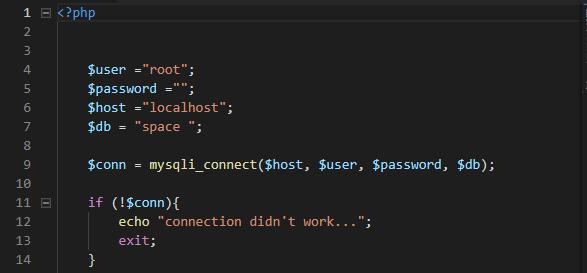 1 <?php
2
3
4 $user ="root";
5 $password ="";
6 $host ="localhost";
7 $db = "space ";
8
9 $conn = mysqli_connect($host, $user, $password, $db);
10
11 if (!$conn){
12 echo "connection didn't work...";
13 exit;
14 }